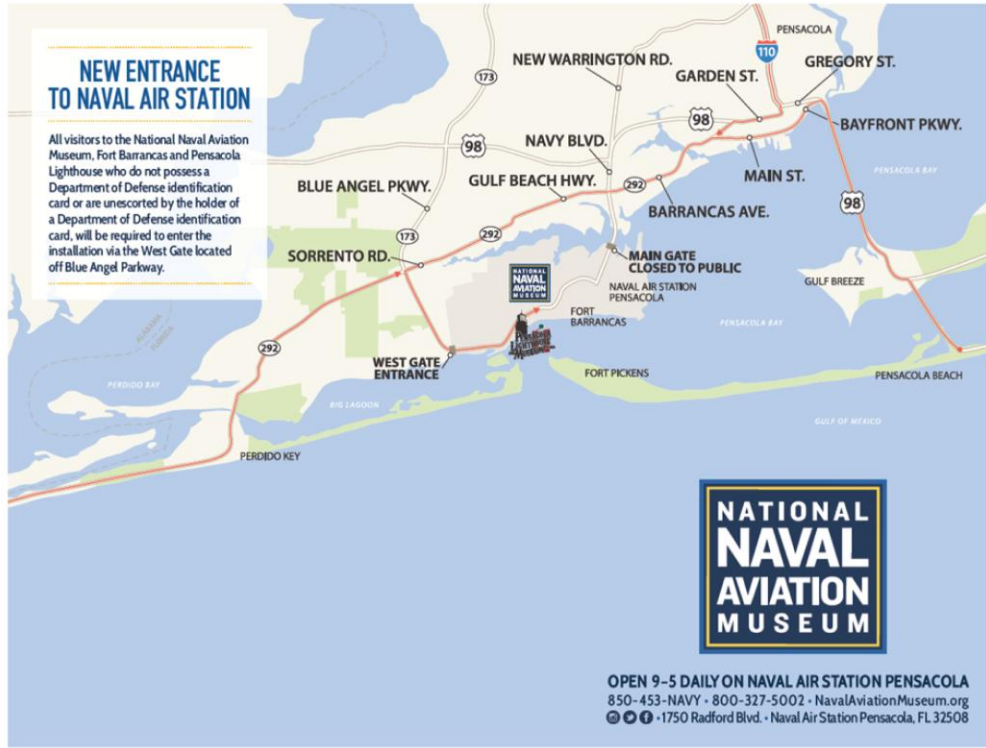 NEW ENTRANCE
TO NAVAL AIR STATION
All visitors to the National Naval Aviation
Museum, Fort Barrancas and Pensacola
Lighthouse who do not possess a
Department of Defense identification
card or are unescorted by the holder of
a Department of Defense identification
card, will be required to enter the
installation via the West Gate located
off Blue Angel Parkway.
PENSACOLA
110
NEW WARRINGTON RD.
GREGORY ST.
173
GARDEN ST.
98
BAYFRONT PKWY.
98
NAVY BLVD.
MAIN ST.
PENSACOLA BAY
BLUE ANGEL PKWY.
GULF BEACH HWY.
292
98
BARRANCAS AVE.
173
292
SORRENTO RD.
MAIN GATE
CLOSED TO PUBLIC
NATIONAL
NAVAL
AVIATION
MUSEUM
NAVAL AIR STATION
PENSACOLA
GULF BREEZE
FORT
BARRANCAS
PENSACOLA BAY
ALABAMA
FLORIDA
292
Pensacola
Lighthouse
Museum
WEST GATE
ENTRANCE
FORT PICKENS
PENSACOLA BEACH
PERDIDO BAY
BIG LAGOON
GULF OF MEXICO
PERDIDO KEY
NATIONAL
NAVAL
AVIATION
MUSEUM
OPEN 9–5 DAILY ON NAVAL AIR STATION PENSACOLA
850-453-NAVY • 800-327-5002 • NavalAviationMuseum.org
• 1750 Radford Blvd. • Naval Air Station Pensacola, FL 32508